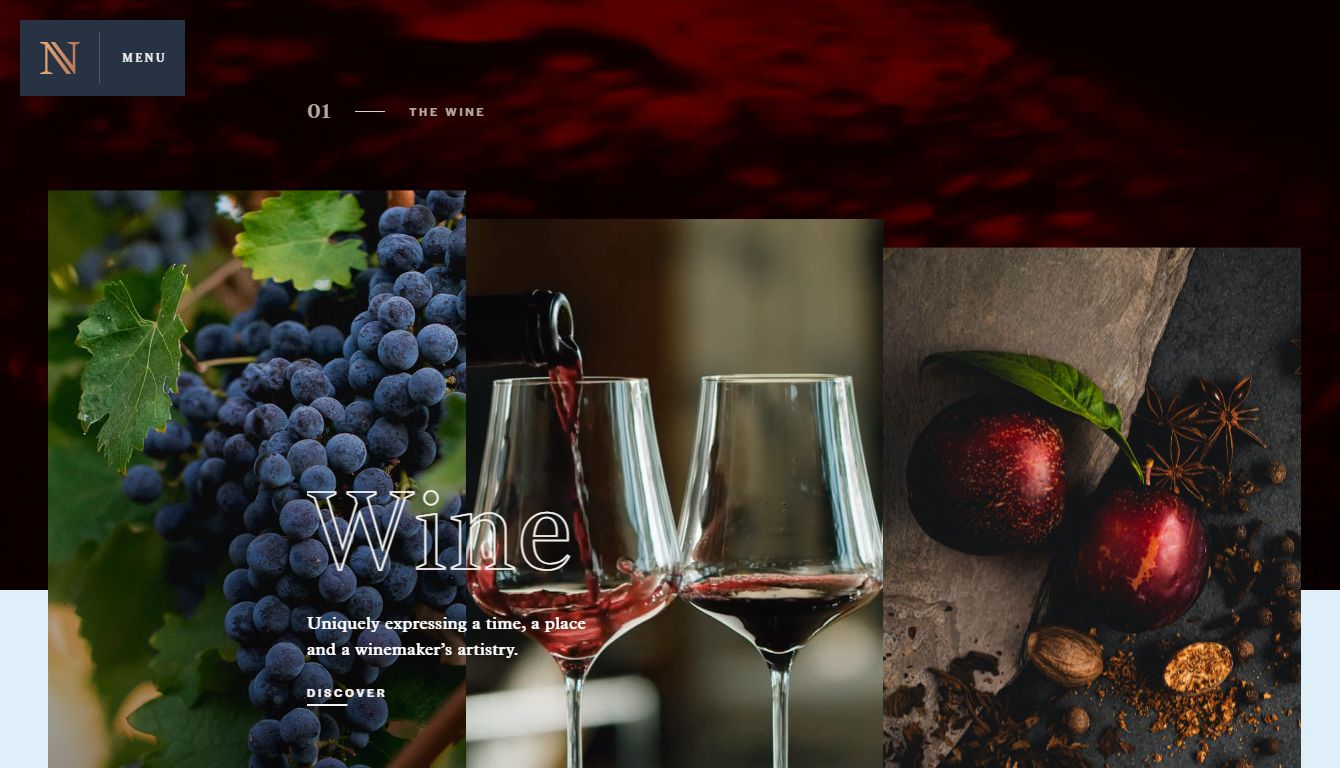 N
MENU
01
THE WINE
Wine
Uniquely expressing a time, a place
and a winemaker’s artistry.
DISCOVER